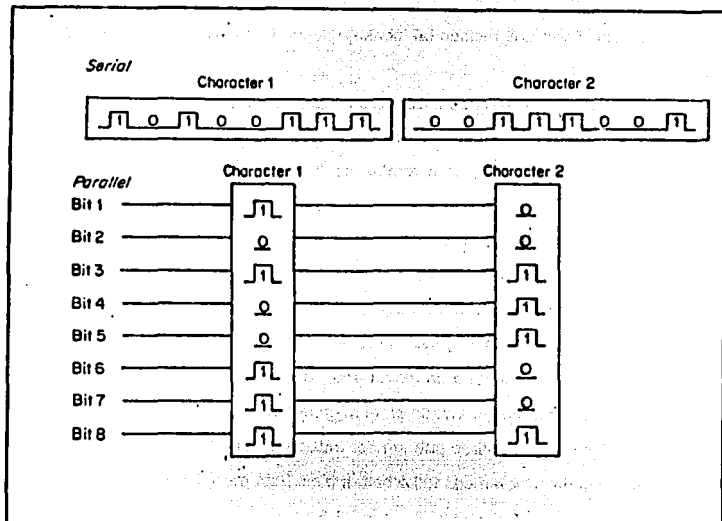 Serial
Character 1 Character 2
1 0 1 0 0 1 1 1 0 0 1 1 1 0 0 1
Parallel Character 1 Character 2
Bit 1 1 0
Bit 2 0 0
Bit 3 1 1
Bit 4 0 1
Bit 5 0 1
Bit 6 1 0
Bit 7 1 0
Bit 8 1 1